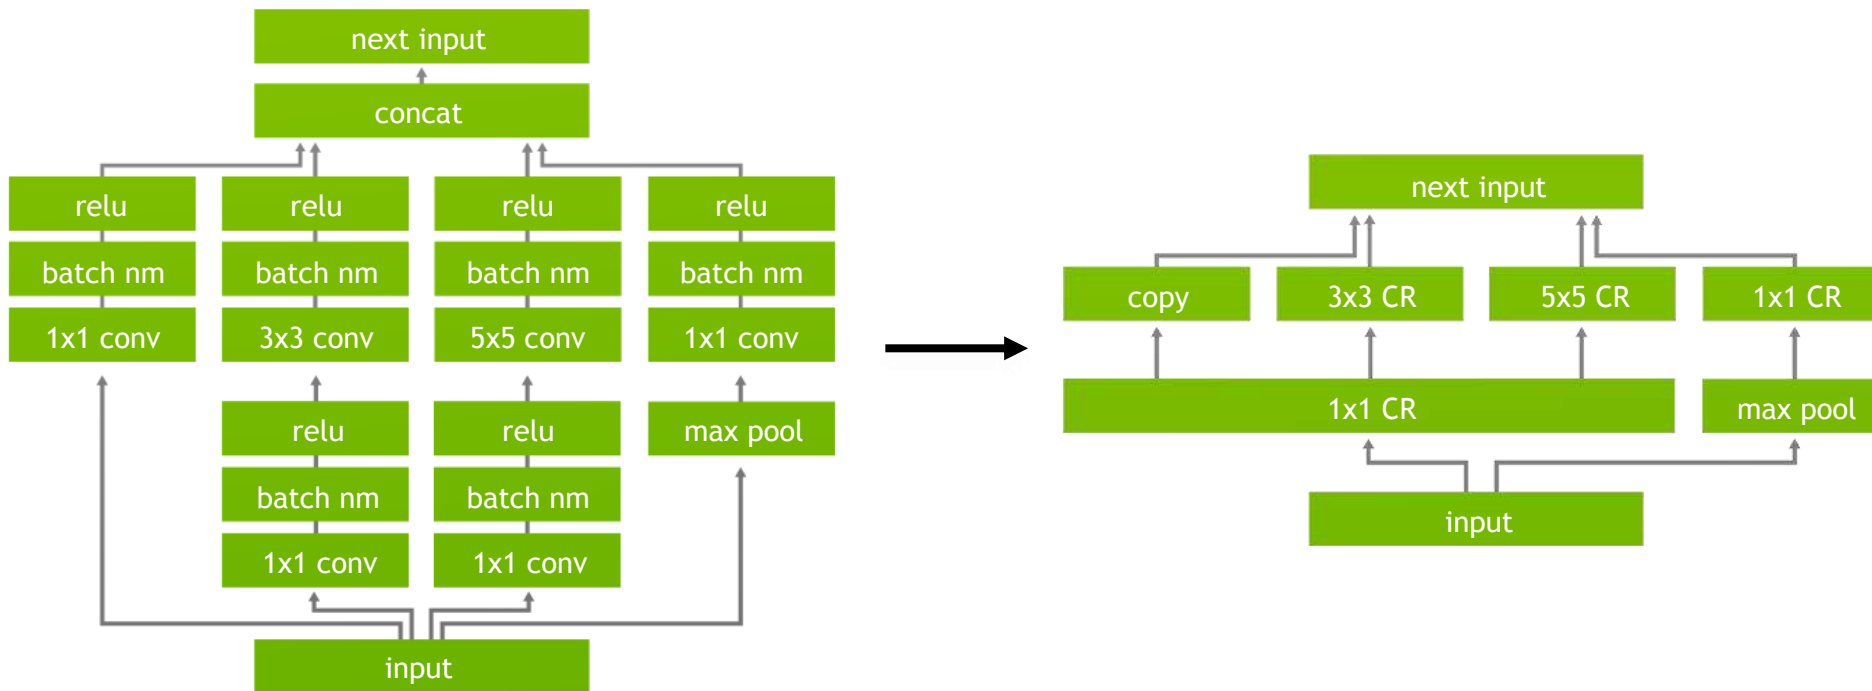 next input
concat
relu
relu
relu
relu
batch nm
batch nm
batch nm
batch nm
1x1 conv
3x3 conv
5x5 conv
1x1 conv
relu
relu
max pool
batch nm
batch nm
1x1 conv
1x1 conv
input
next input
copy
3x3 CR
5x5 CR
1x1 CR
1x1 CR
max pool
input